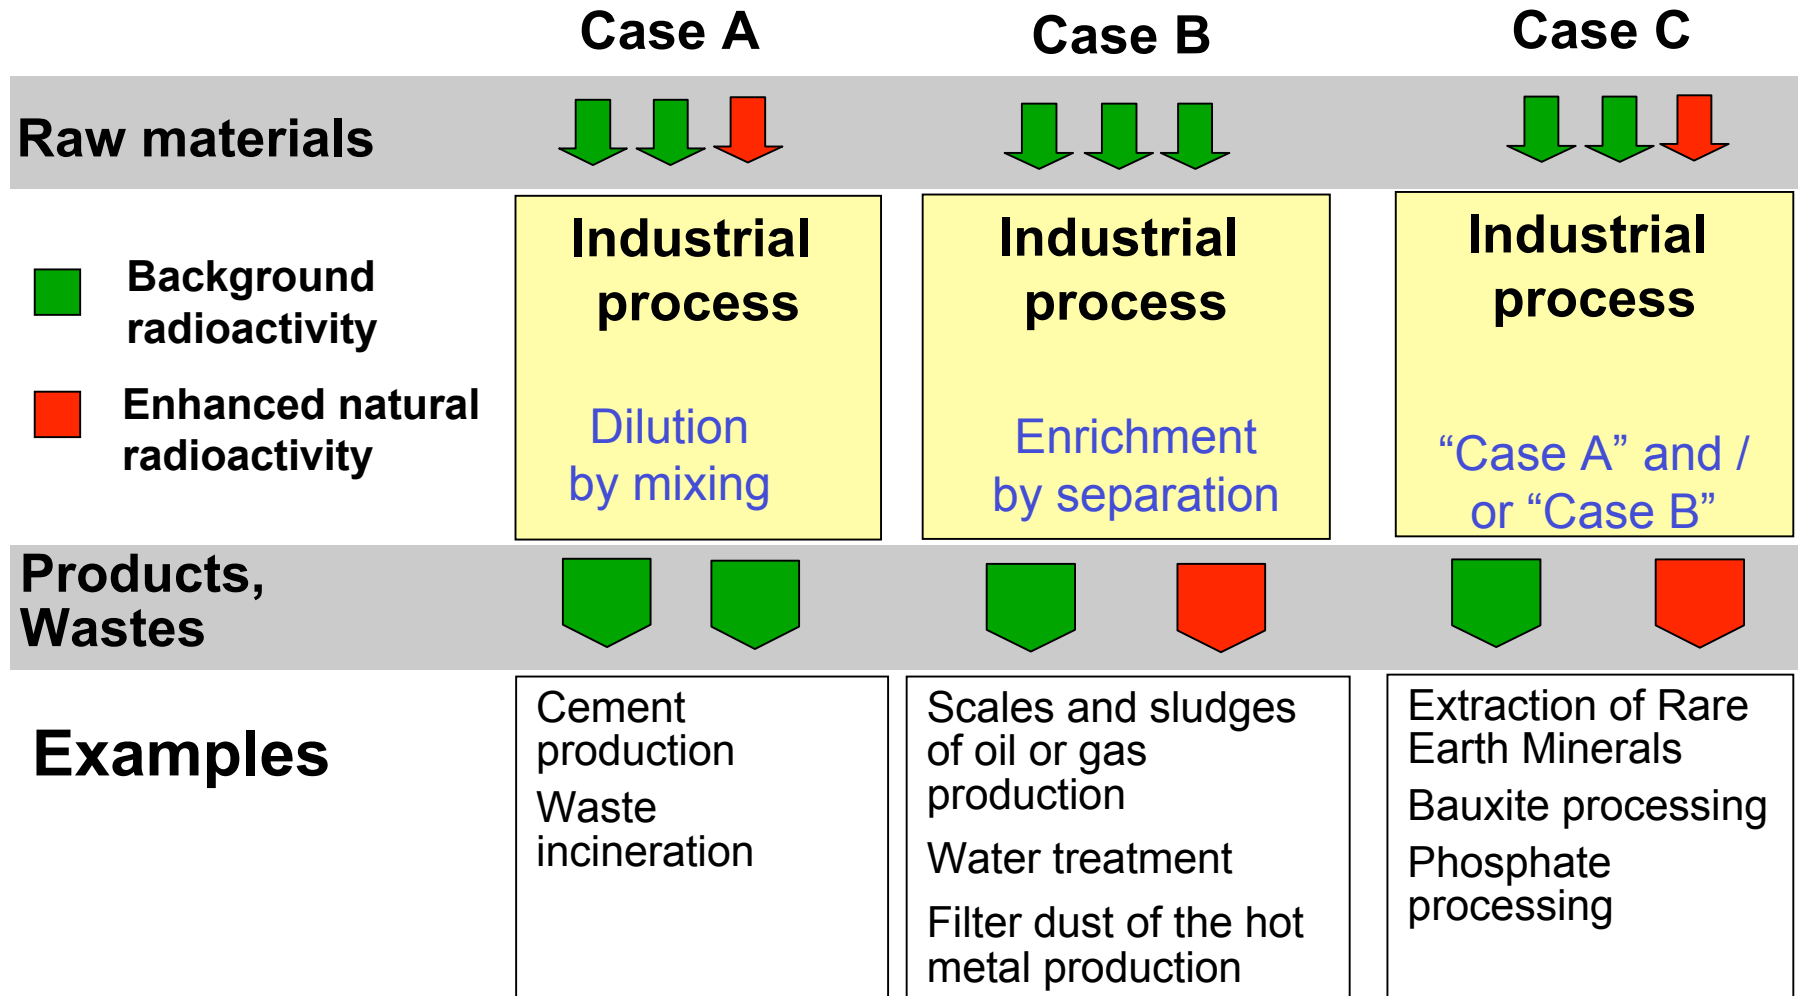 Case A
Case B
Case C
Raw materials
Background
radioactivity
Enhanced natural
radioactivity
Industrial
process
Dilution
by mixing
Industrial
process
Enrichment
by separation
Industrial
process
“Case A” and /
or “Case B”
Products,
Wastes
Examples
Cement
production
Waste
incineration
Scales and sludges
of oil or gas
production
Water treatment
Filter dust of the hot
metal production
Extraction of Rare
Earth Minerals
Bauxite processing
Phosphate
processing